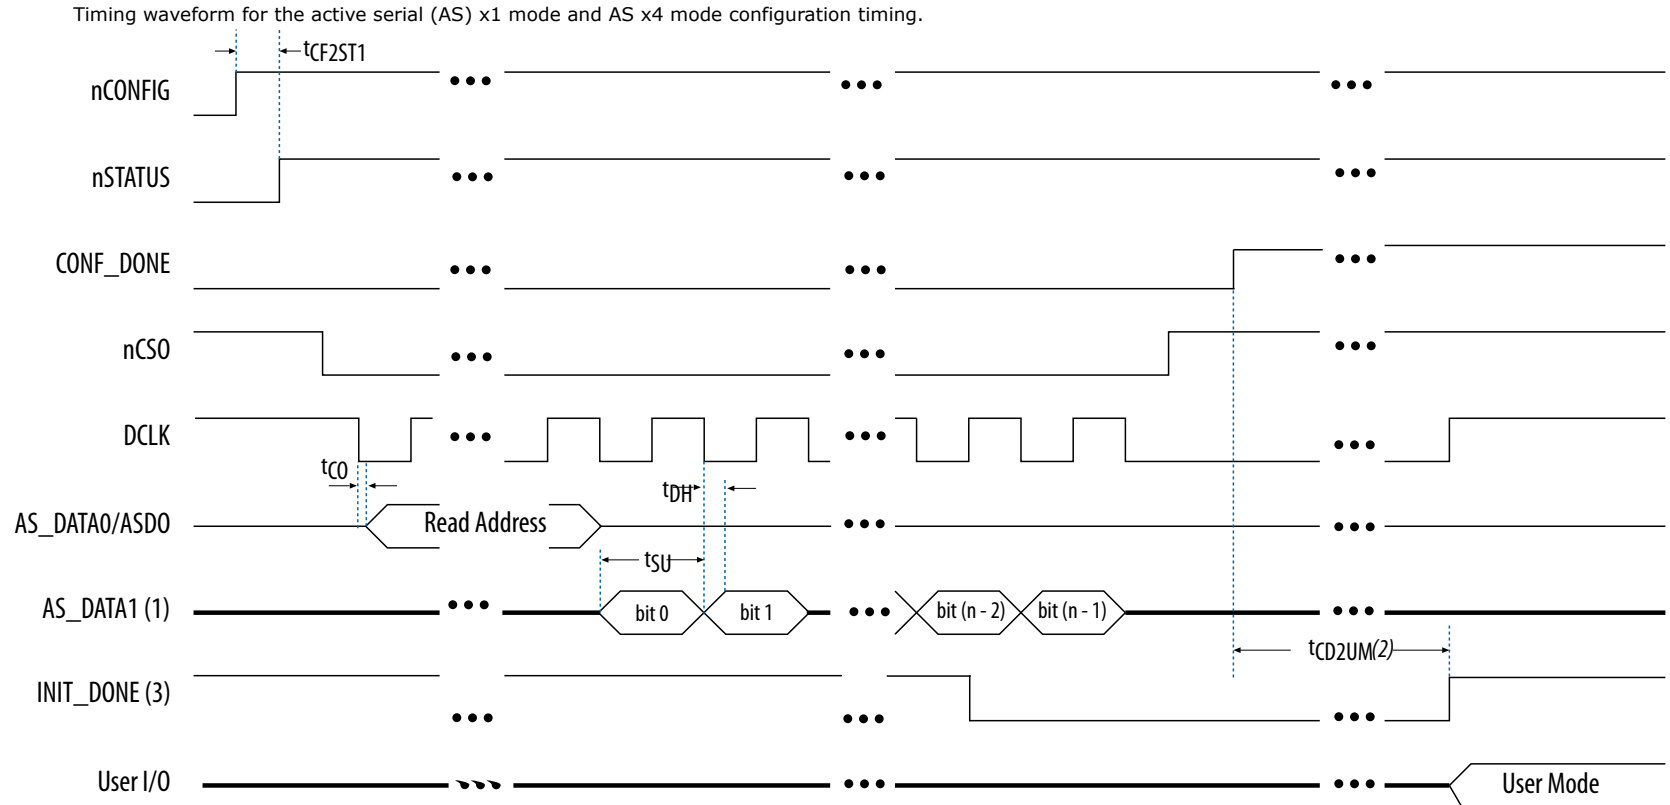 Timing waveform for the active serial (AS) x1 mode and AS x4 mode configuration timing.
tCF2ST1
nCONFIG
nSTATUS
CONF_DONE
nCSO
DCLK
tCO
tDH
AS_DATA0/ASDO
Read Address
tSU
AS_DATA1 (1)
bit 0
bit 1
bit (n - 2)
bit (n - 1)
tCD2UM(2)
INIT_DONE (3)
User I/O
User Mode